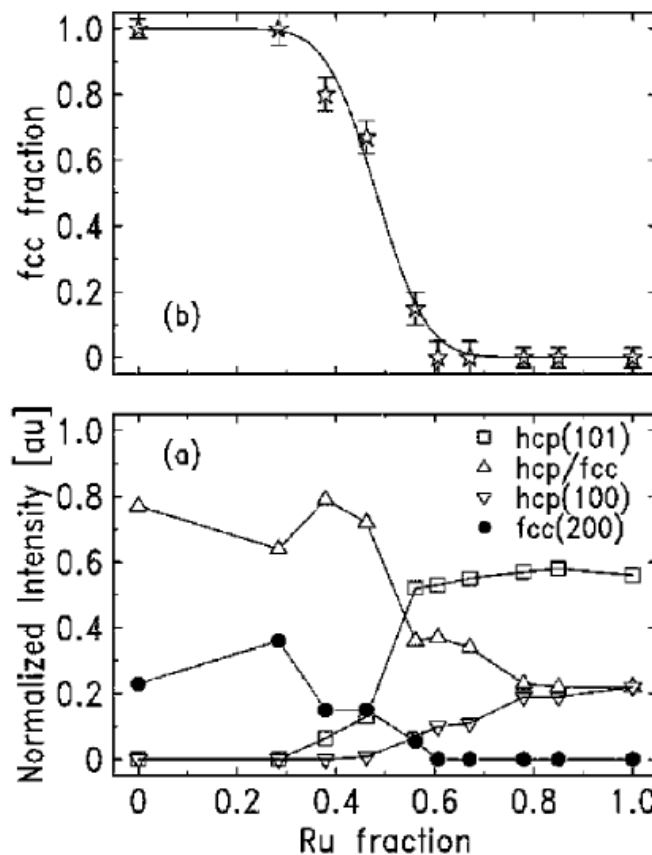 1.0
0.8
0.6
0.4
0.2
0
fcc fraction
(b)
1.0
0.8
0.6
0.4
0.2
0
Normalized Intensity [au]
(a)
hcp(101)
hcp/fcc
hcp(100)
fcc(200)
0 0.2 0.4 0.6 0.8 1.0
Ru fraction